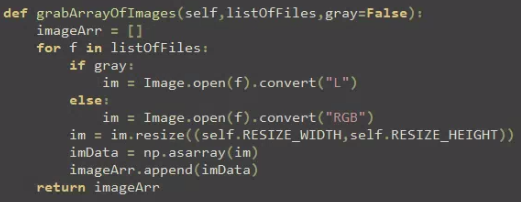 def grabArrayOfImages(self,listOfFiles,gray=False):
    imageArr = []
    for f in listOfFiles:
        if gray:
            im = Image.open(f).convert("L")
        else:
            im = Image.open(f).convert("RGB")
        im = im.resize((self.RESIZE_WIDTH,self.RESIZE_HEIGHT))
        imData = np.asarray(im)
        imageArr.append(imData)
    return imageArr